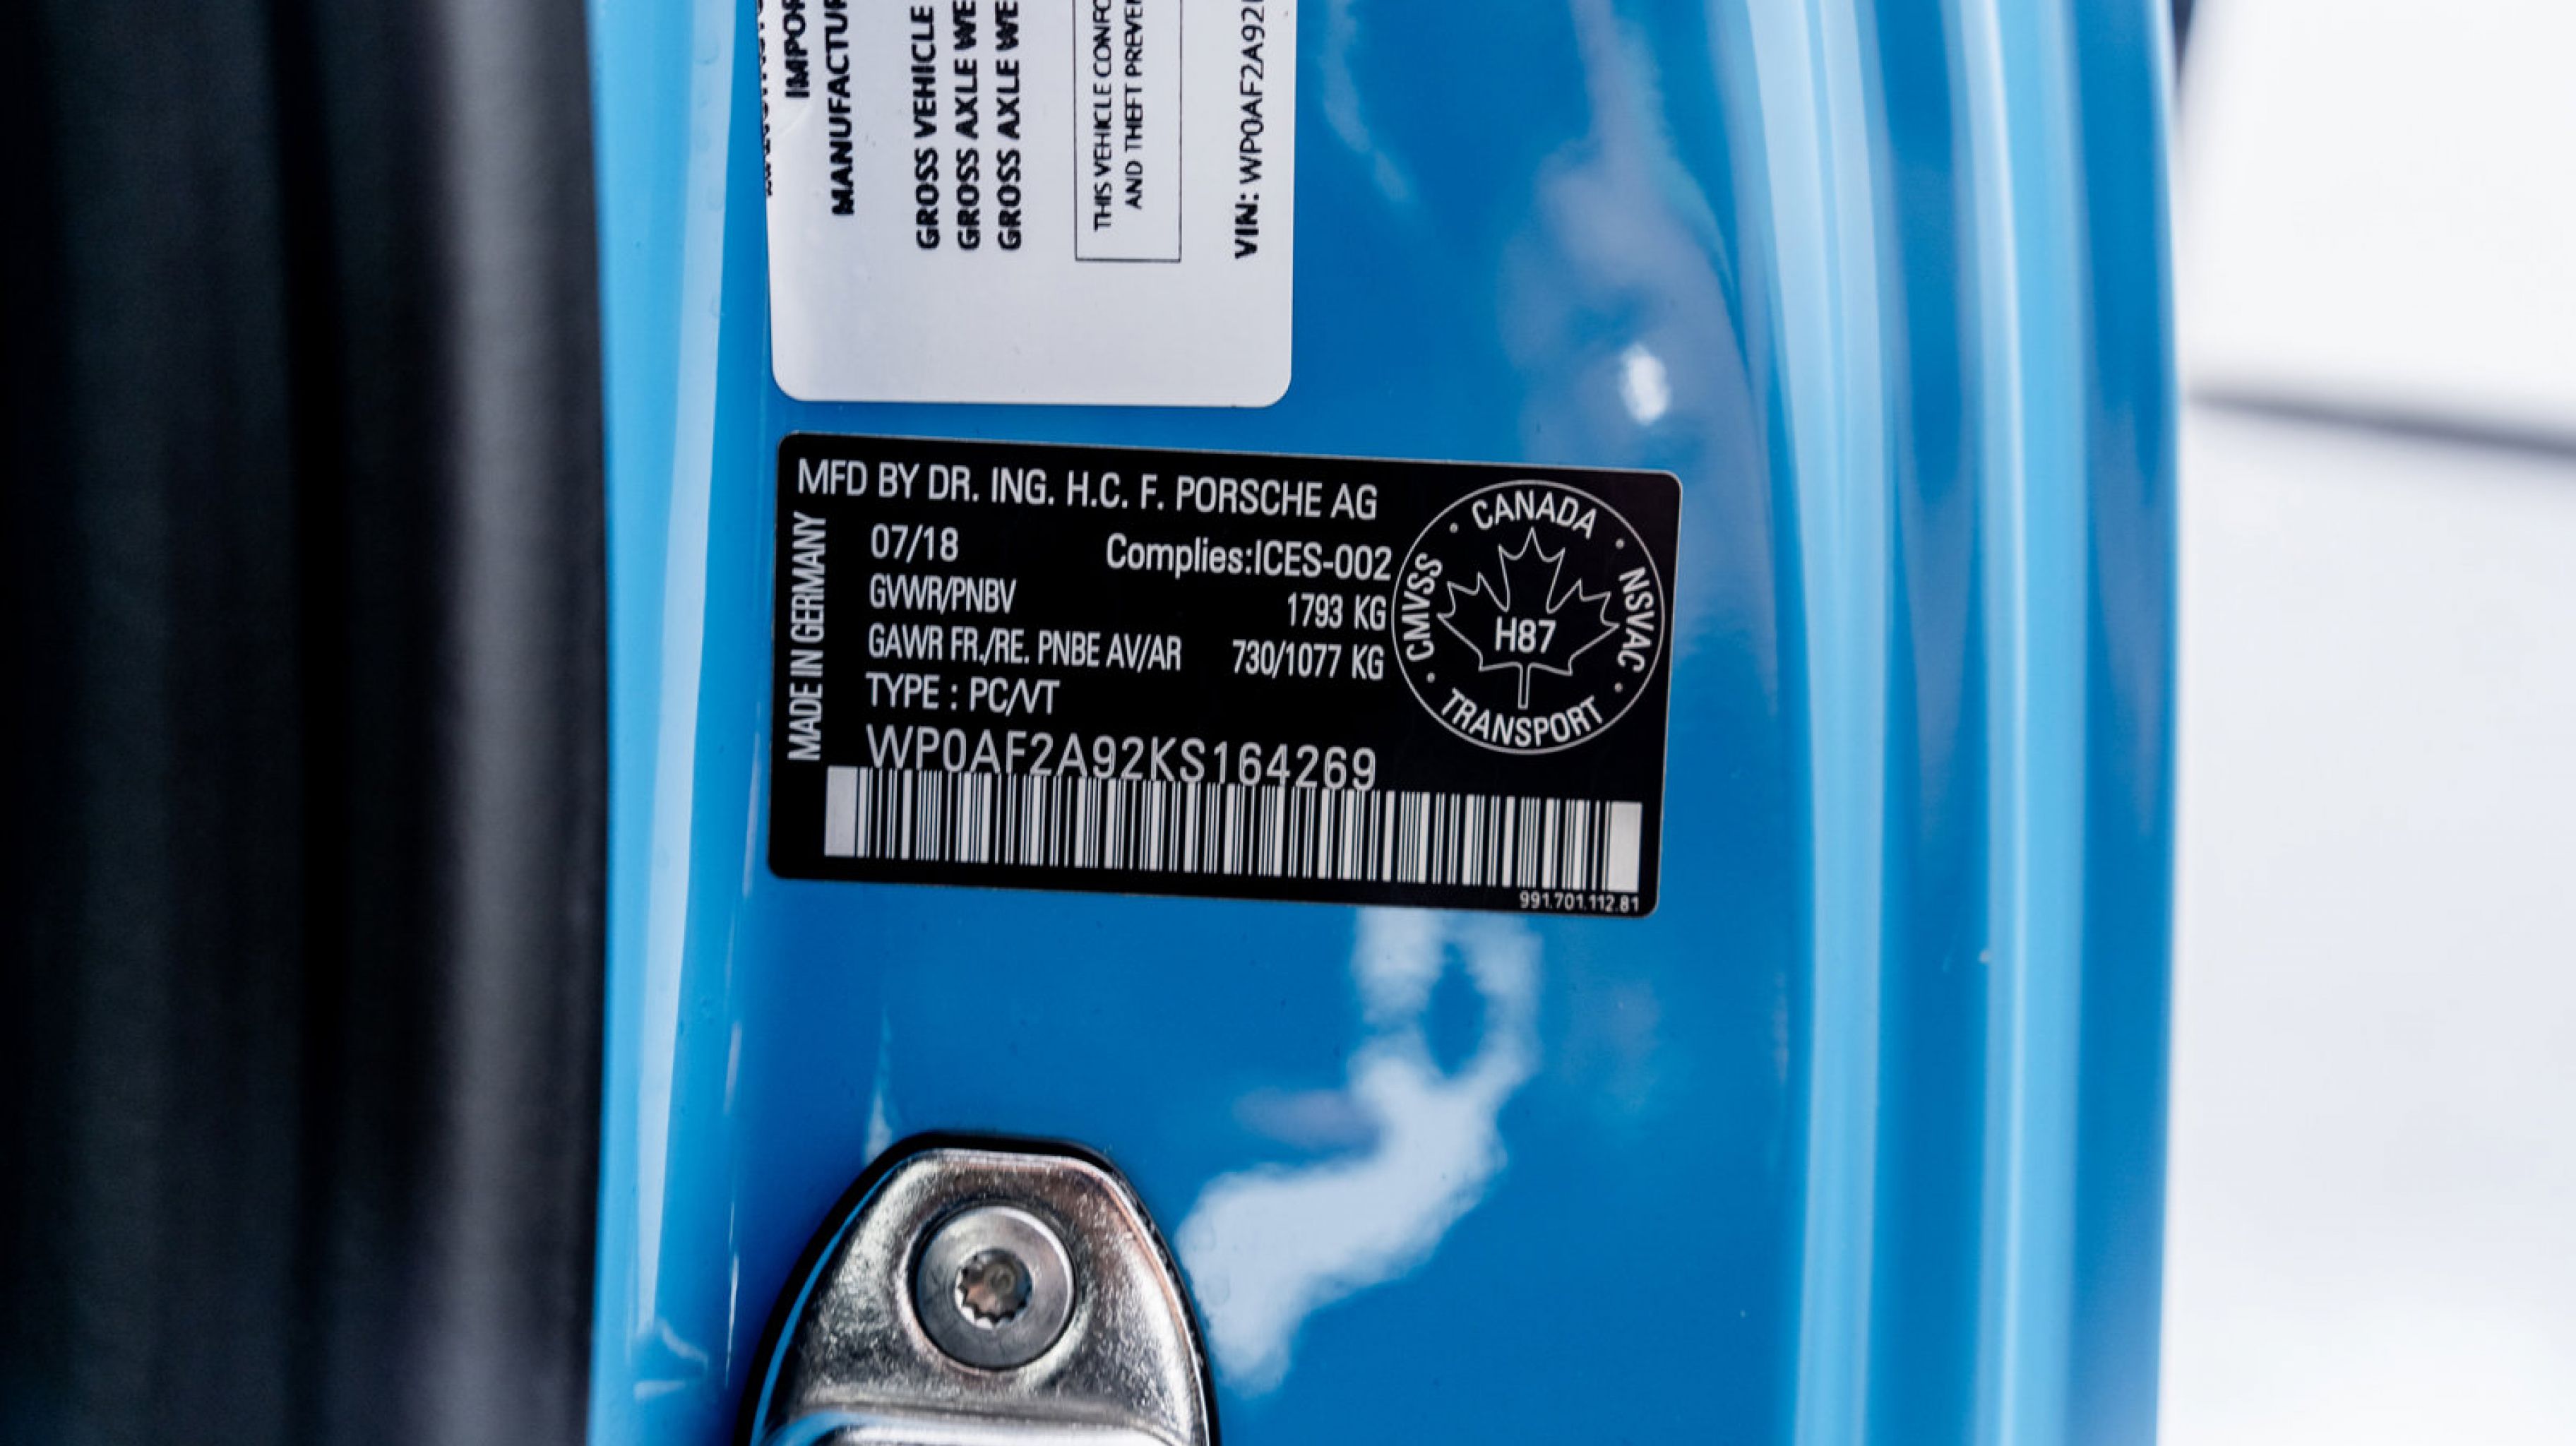 IMPOR
MANUFACTUR
GROSS VEHICLE
GROSS AXLE WE
GROSS AXLE WE
THIS VEHICLE CONFO
AND THEFT PREVE
VIN: WP0AF2A92
MFD BY DR. ING. H.C. F. PORSCHE AG
MADE IN GERMANY
07/18 Complies:ICES-002
GVWR/PNBV 1793 KG
GAWR FR./RE. PNBE AV/AR 730/1077 KG
TYPE : PC/VT
WP0AF2A92KS164269
991.701.112.81
CANADA
CMVSS
H87
NSVAC
TRANSPORT